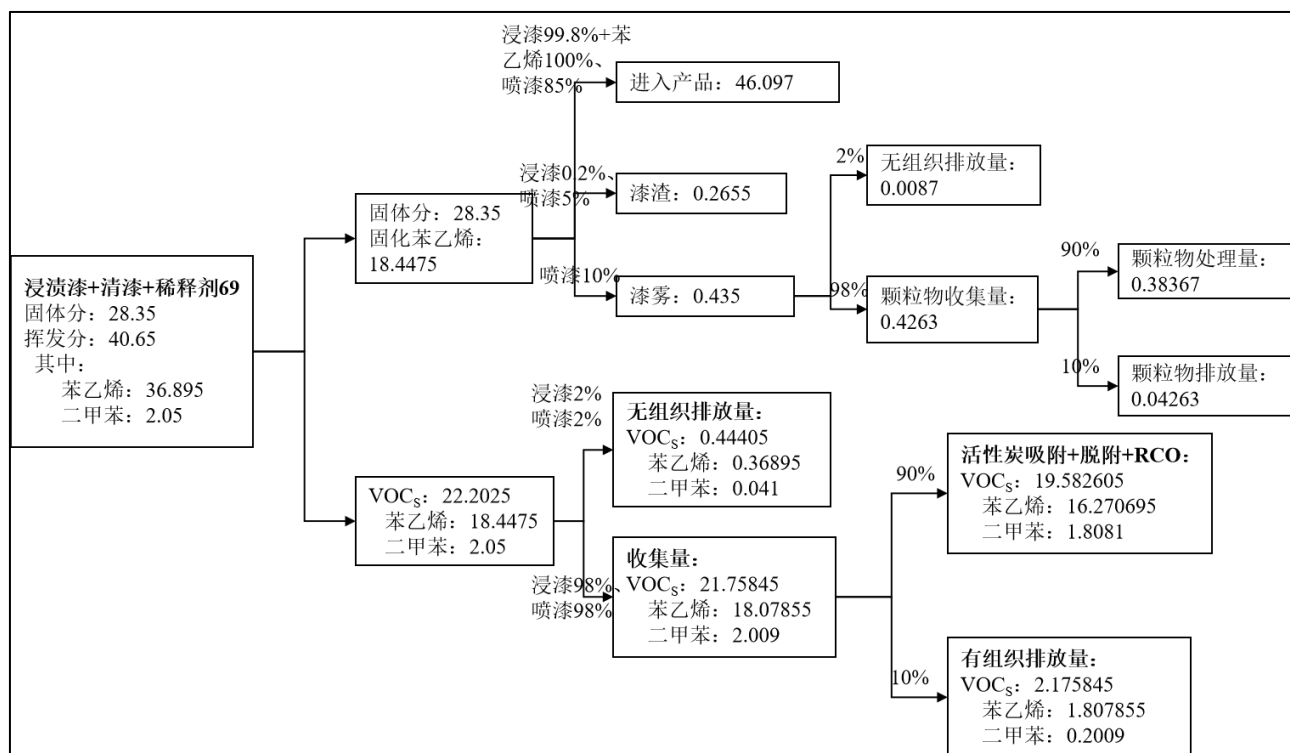 浸漆99.8%+苯
乙烯100%、
喷漆85%
进入产品：46.097
浸漆0.2%、
喷漆5%
漆渣：0.2655
2%
无组织排放量：
0.0087
固体分：28.35
固化苯乙烯：
18.4475
喷漆10%
漆雾：0.435
98%
颗粒物收集量：
0.4263
90%
颗粒物处理量：
0.38367
10%
颗粒物排放量：
0.04263
浸渍漆+清漆+稀释剂69
固体分：28.35
挥发分：40.65
其中：
苯乙烯：36.895
二甲苯：2.05
浸漆2%
喷漆2%
无组织排放量：
VOCs：0.44405
苯乙烯：0.36895
二甲苯：0.041
VOCs：22.2025
苯乙烯：18.4475
二甲苯：2.05
浸漆98%、
喷漆98%
收集量：
VOCs：21.75845
苯乙烯：18.07855
二甲苯：2.009
90%
活性炭吸附+脱附+RCO：
VOCs：19.582605
苯乙烯：16.270695
二甲苯：1.8081
10%
有组织排放量：
VOCs：2.175845
苯乙烯：1.807855
二甲苯：0.2009